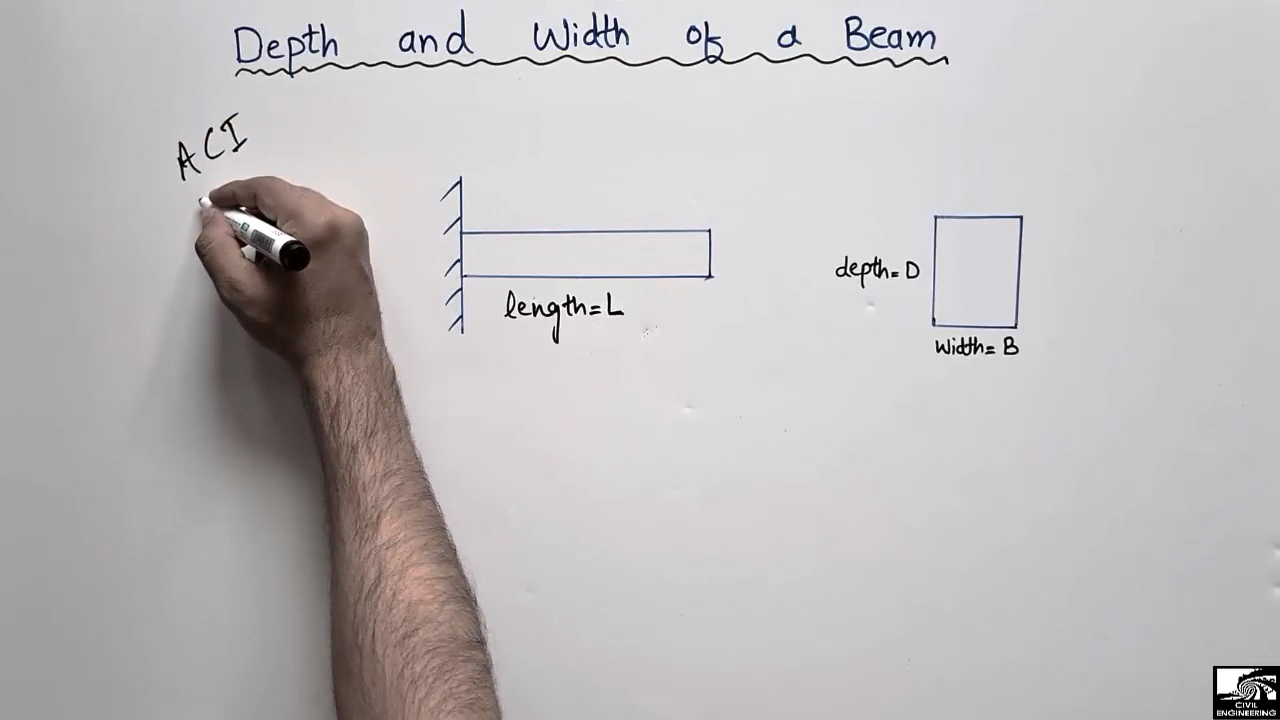 Depth and Width of a Beam
ACI
length=L
depth=D
Width=B
CIVIL
ENGINEERING